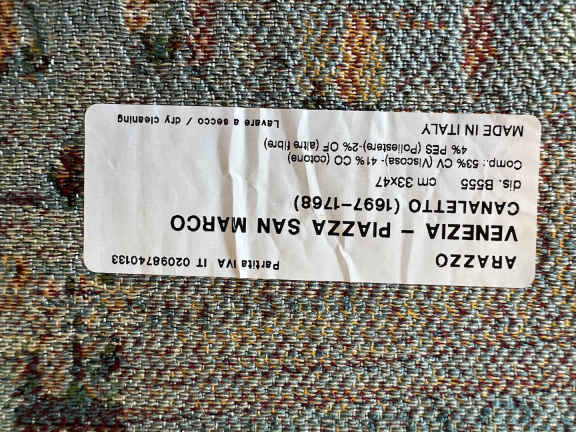 ARAZZO Partita IVA IT 02098740133
VENEZIA - PIAZZA SAN MARCO
CANALETTO (1697-1768)
dis. B555 cm 33x47
Comp.: 53% CV (Viscosa)- 41% CO (cotone)
4% PES (Poliestere)-2% OF (altre fibre)
MADE IN ITALY Lavare a secco / dry cleaning